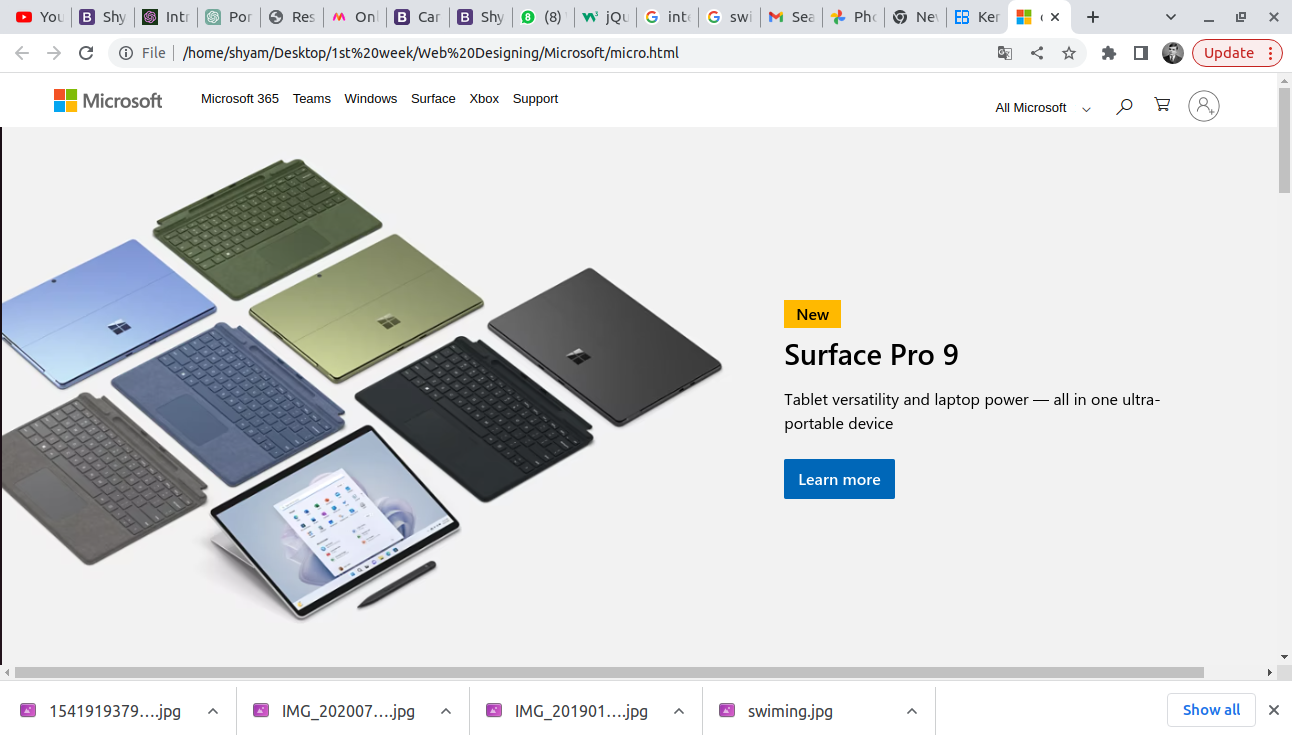 You
Shy
Intr
Por
Res
Onl
Car
Shy
(8)
jQu
inte
swi
Sea
Pho
Nev
Ker
File
/home/shyam/Desktop/1st%20week/Web%20Designing/Microsoft/micro.html
Update
Microsoft
Microsoft 365 Teams Windows Surface Xbox Support
All Microsoft
New
Surface Pro 9
Tablet versatility and laptop power — all in one ultra-
portable device
Learn more
1541919379....jpg
IMG_202007....jpg
IMG_201901....jpg
swiming.jpg
Show all